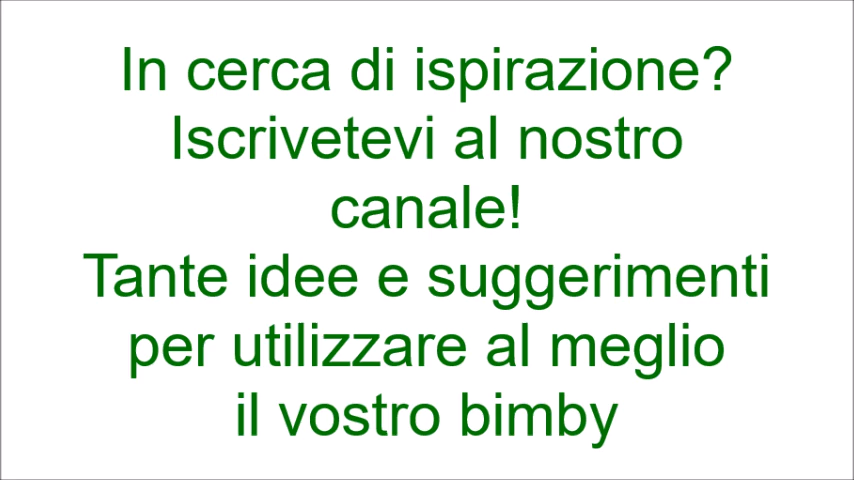 In cerca di ispirazione?
Iscrivetevi al nostro
canale!
Tante idee e suggerimenti
per utilizzare al meglio
il vostro bimby